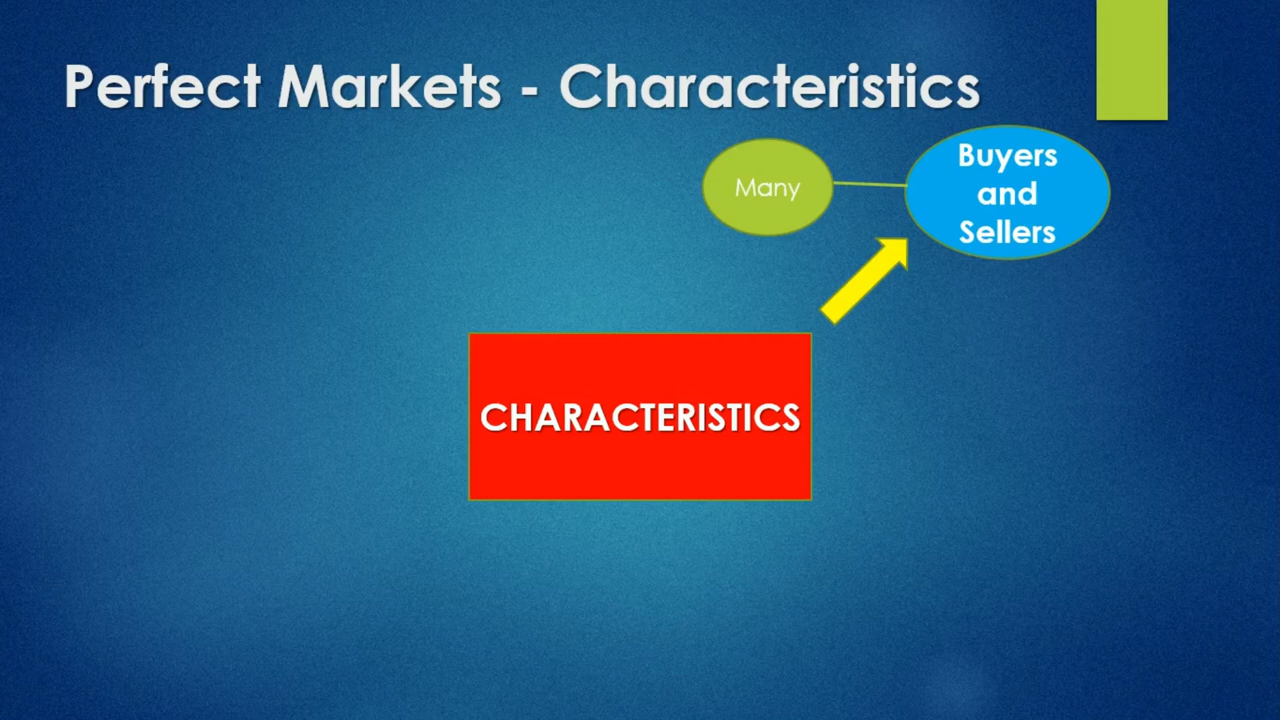 Perfect Markets - Characteristics
Many
Buyers
and
Sellers
CHARACTERISTICS